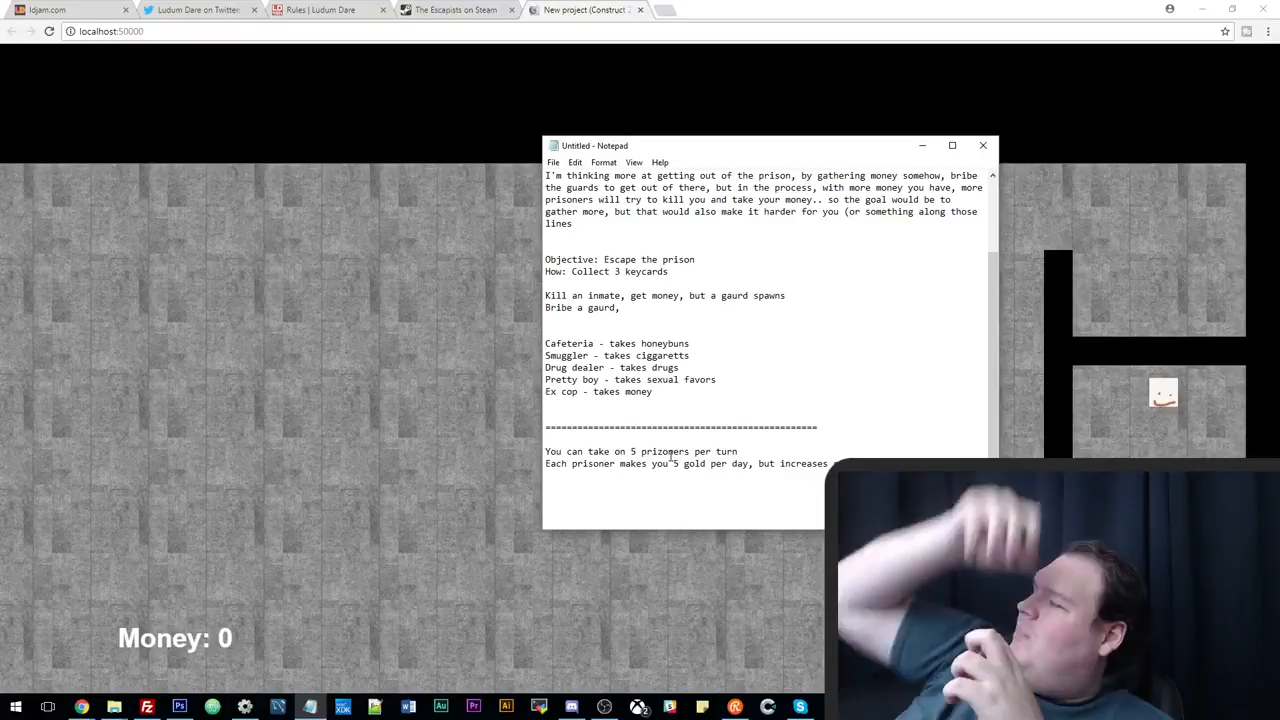 ldjam.com
Ludum Dare on Twitter:
Rules | Ludum Dare
The Escapists on Steam
New project (Construct
localhost:50000
Untitled - Notepad
File Edit Format View Help
I'm thinking more at getting out of the prison, by gathering money somehow, bribe
the guards to get out of there, but in the process, with more money you have, more
prisoners will try to kill you and take your money.. so the goal would be to
gather more, but that would also make it harder for you (or something along those
lines
Objective: Escape the prison
How: Collect 3 keycards
Kill an inmate, get money, but a gaurd spawns
Bribe a gaurd,
Cafeteria - takes honeybuns
Smuggler - takes ciggaretts
Drug dealer - takes drugs
Pretty boy - takes sexual favors
Ex cop - takes money
===========================================================
You can take on 5 prizoners per turn
Each prisoner makes you 5 gold per day, but increases
Money: 0